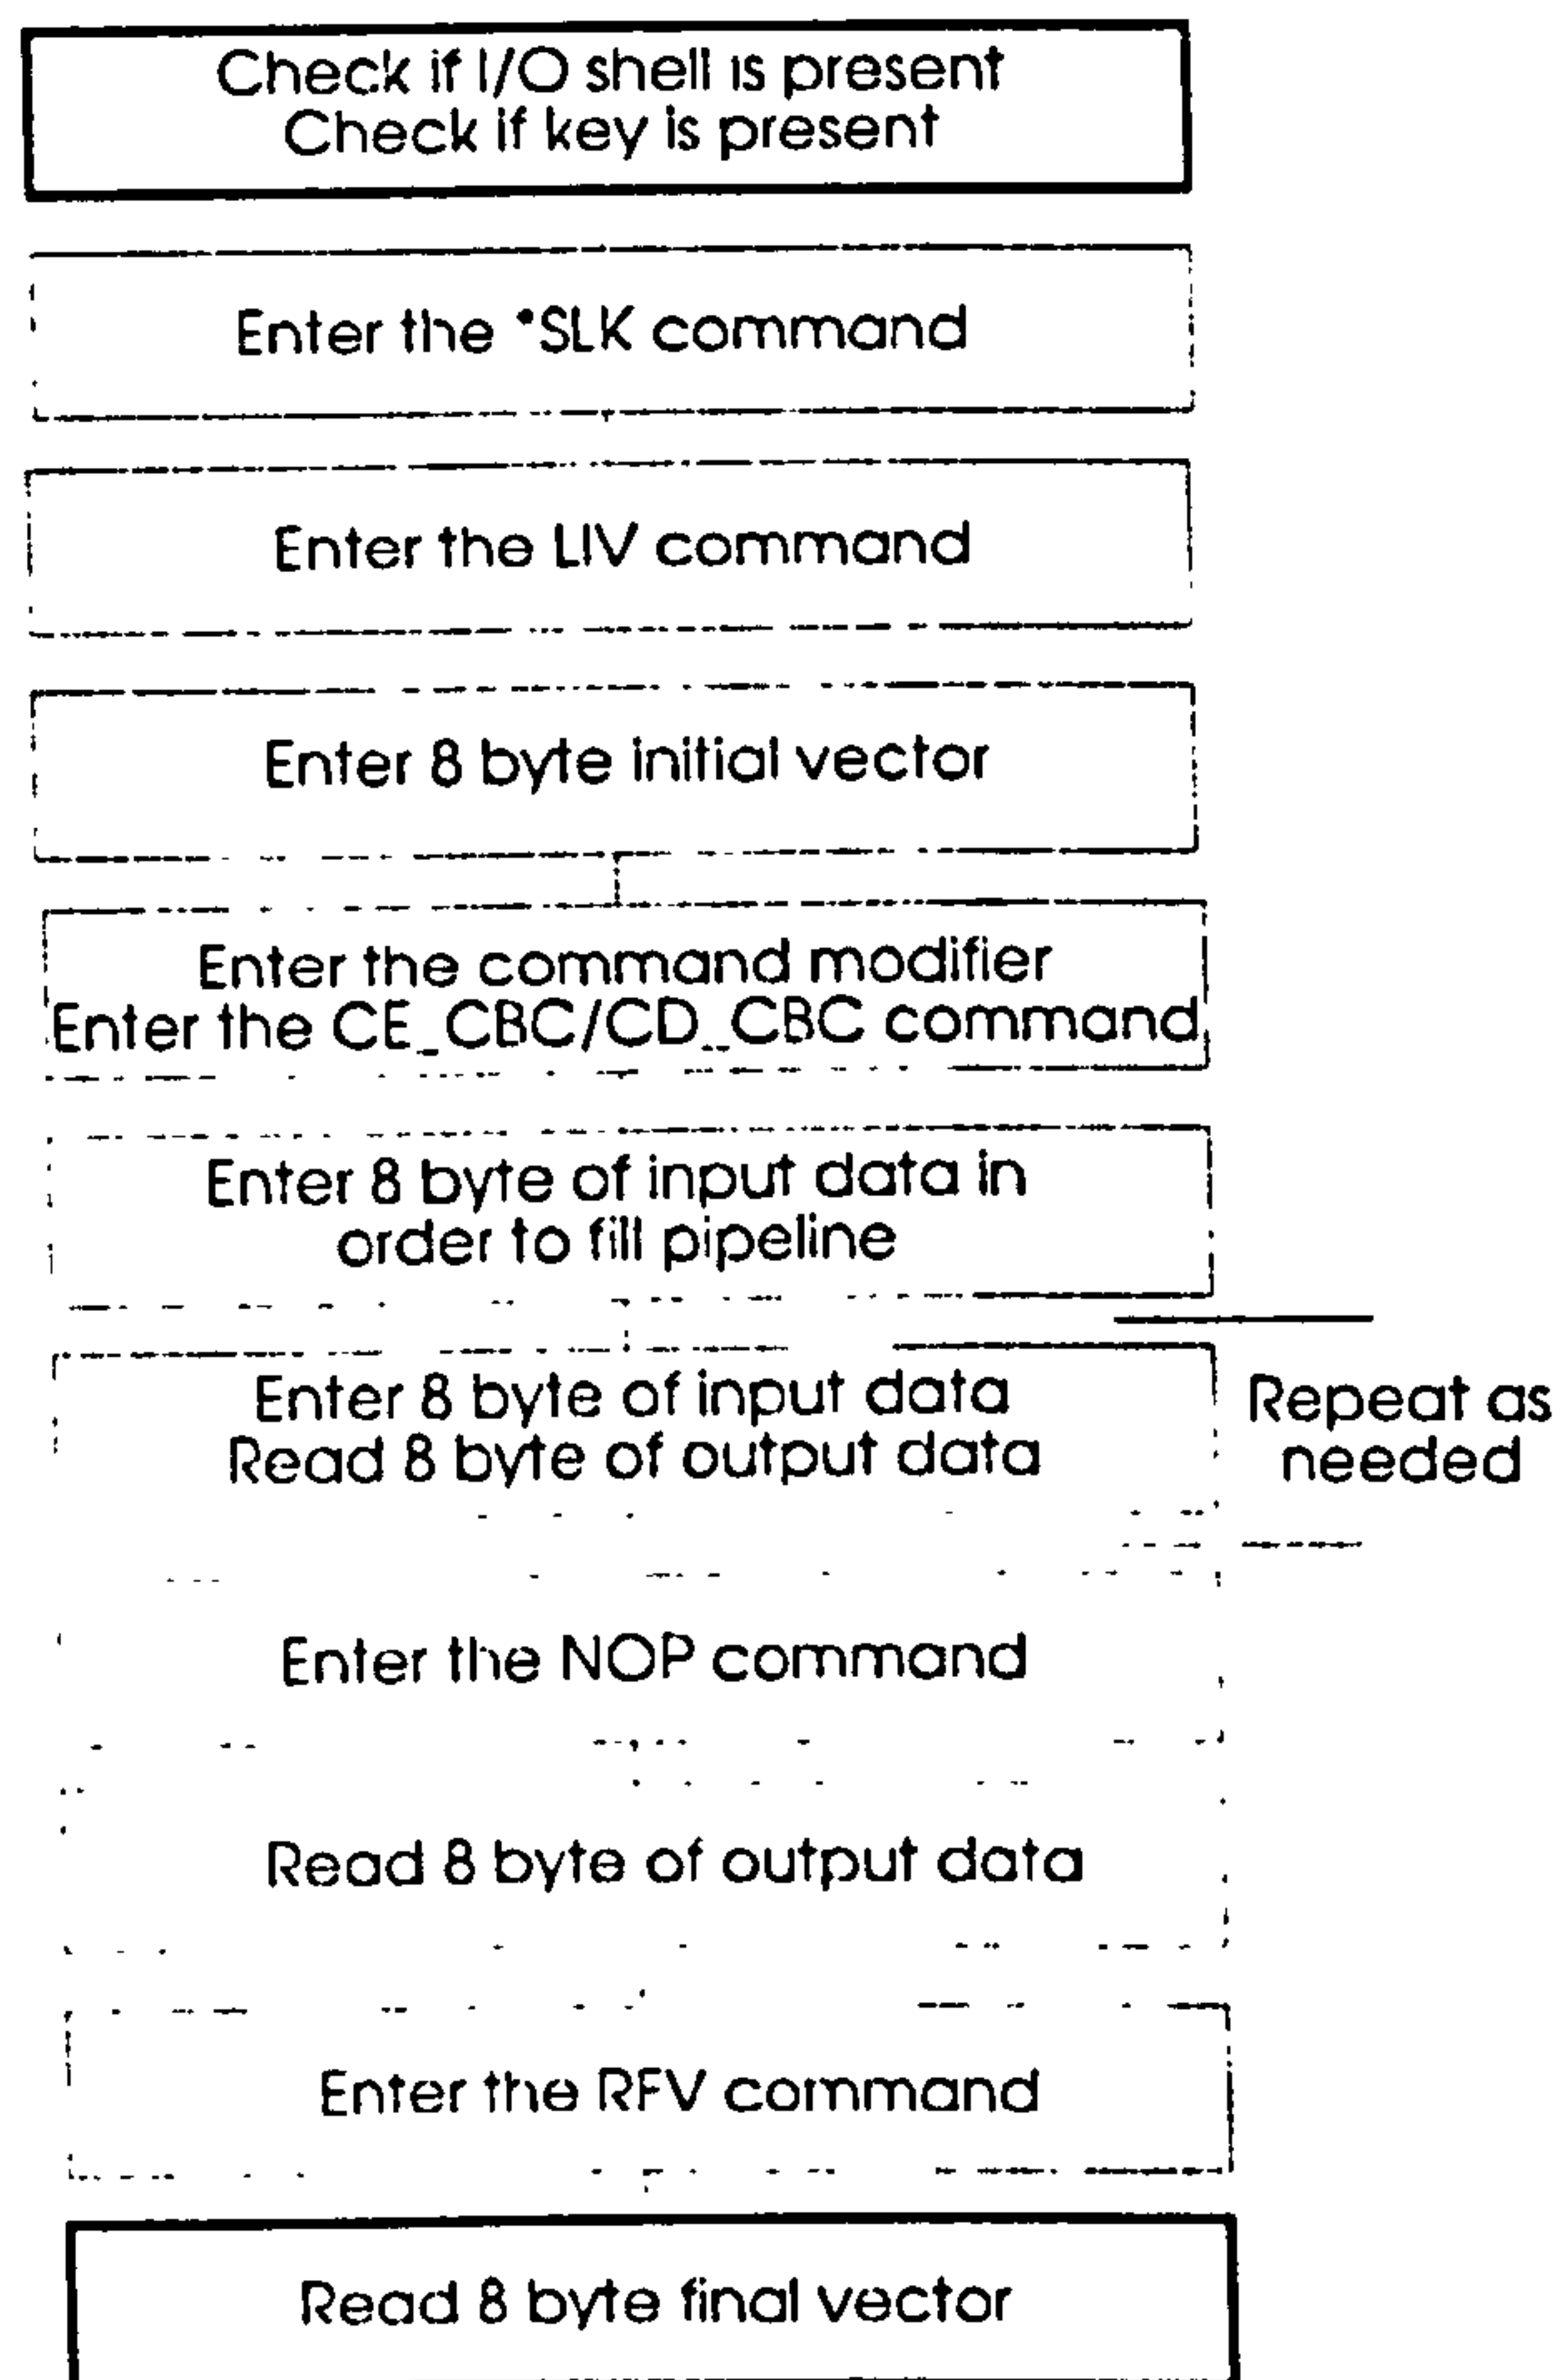 Check if I/O shell is present
Check if key is present
Enter the *SLK command
Enter the LIV command
Enter 8 byte initial vector
Enter the command modifier
Enter the CE_CBC/CD_CBC command
Enter 8 byte of input data in
order to fill pipeline
Enter 8 byte of input data
Read 8 byte of output data
Repeat as
needed
Enter the NOP command
Read 8 byte of output data
Enter the RFV command
Read 8 byte final vector